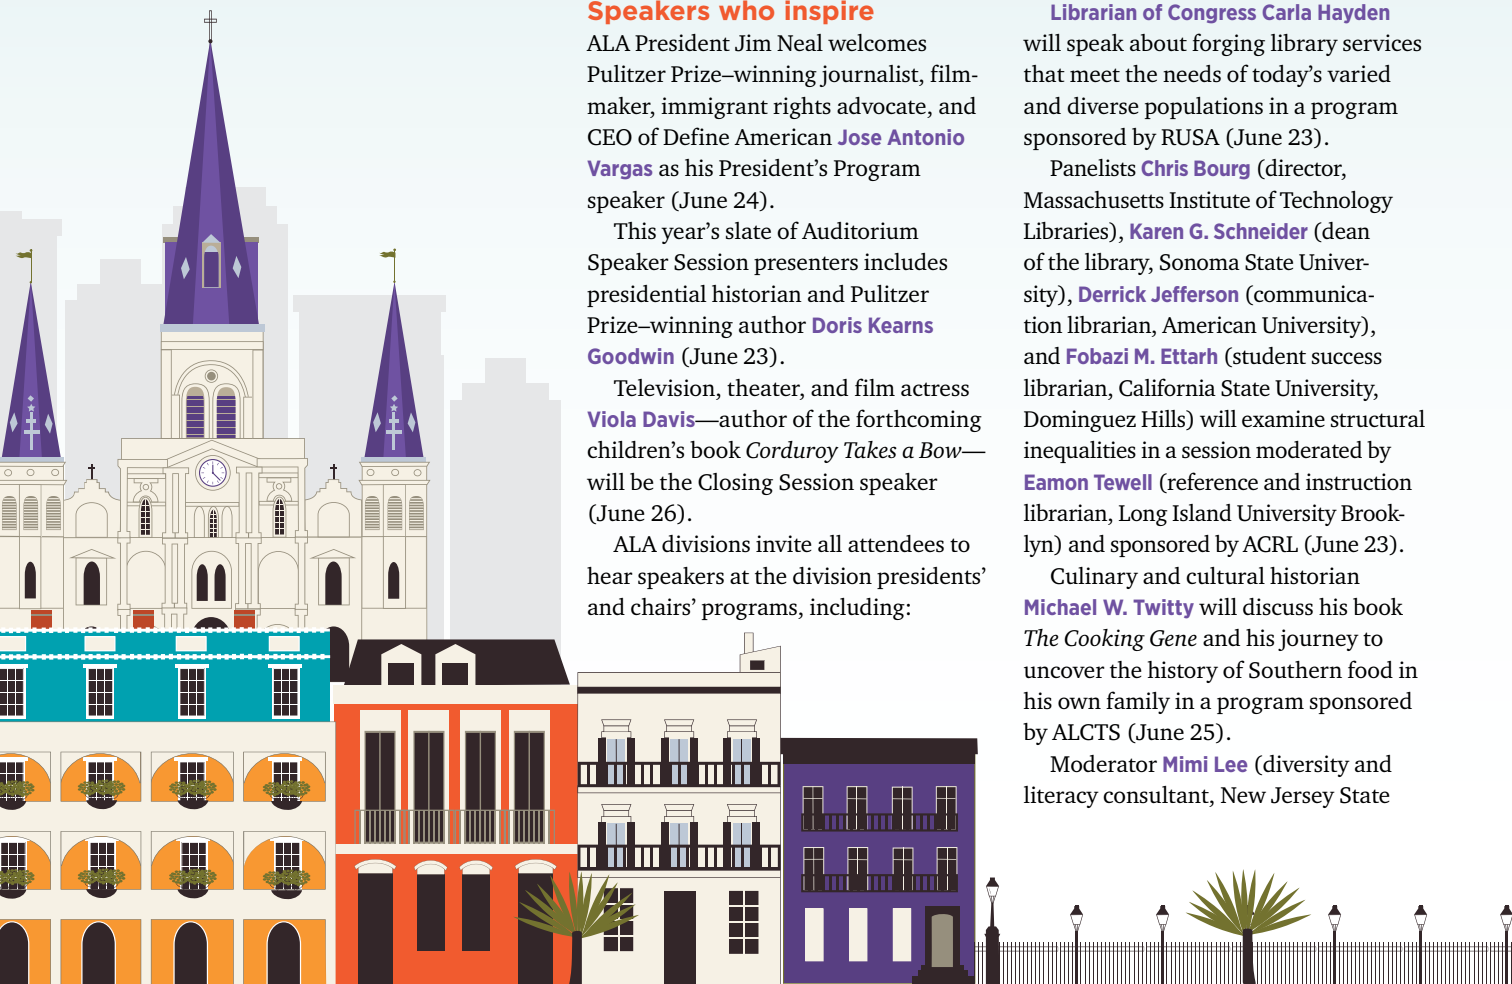 Speakers who inspire
ALA President Jim Neal welcomes
Pulitzer Prize–winning journalist, film-
maker, immigrant rights advocate, and
CEO of Define American Jose Antonio
Vargas as his President’s Program
speaker (June 24).
This year’s slate of Auditorium
Speaker Session presenters includes
presidential historian and Pulitzer
Prize–winning author Doris Kearns
Goodwin (June 23).
Television, theater, and film actress
Viola Davis—author of the forthcoming
children’s book Corduroy Takes a Bow—
will be the Closing Session speaker
(June 26).
ALA divisions invite all attendees to
hear speakers at the division presidents’
and chairs’ programs, including:
Librarian of Congress Carla Hayden
will speak about forging library services
that meet the needs of today’s varied
and diverse populations in a program
sponsored by RUSA (June 23).
Panelists Chris Bourg (director,
Massachusetts Institute of Technology
Libraries), Karen G. Schneider (dean
of the library, Sonoma State Univer-
sity), Derrick Jefferson (communica-
tion librarian, American University),
and Fobazi M. Ettarh (student success
librarian, California State University,
Dominguez Hills) will examine structural
inequalities in a session moderated by
Eamon Tewell (reference and instruction
librarian, Long Island University Brook-
lyn) and sponsored by ACRL (June 23).
Culinary and cultural historian
Michael W. Twitty will discuss his book
The Cooking Gene and his journey to
uncover the history of Southern food in
his own family in a program sponsored
by ALCTS (June 25).
Moderator Mimi Lee (diversity and
literacy consultant, New Jersey State